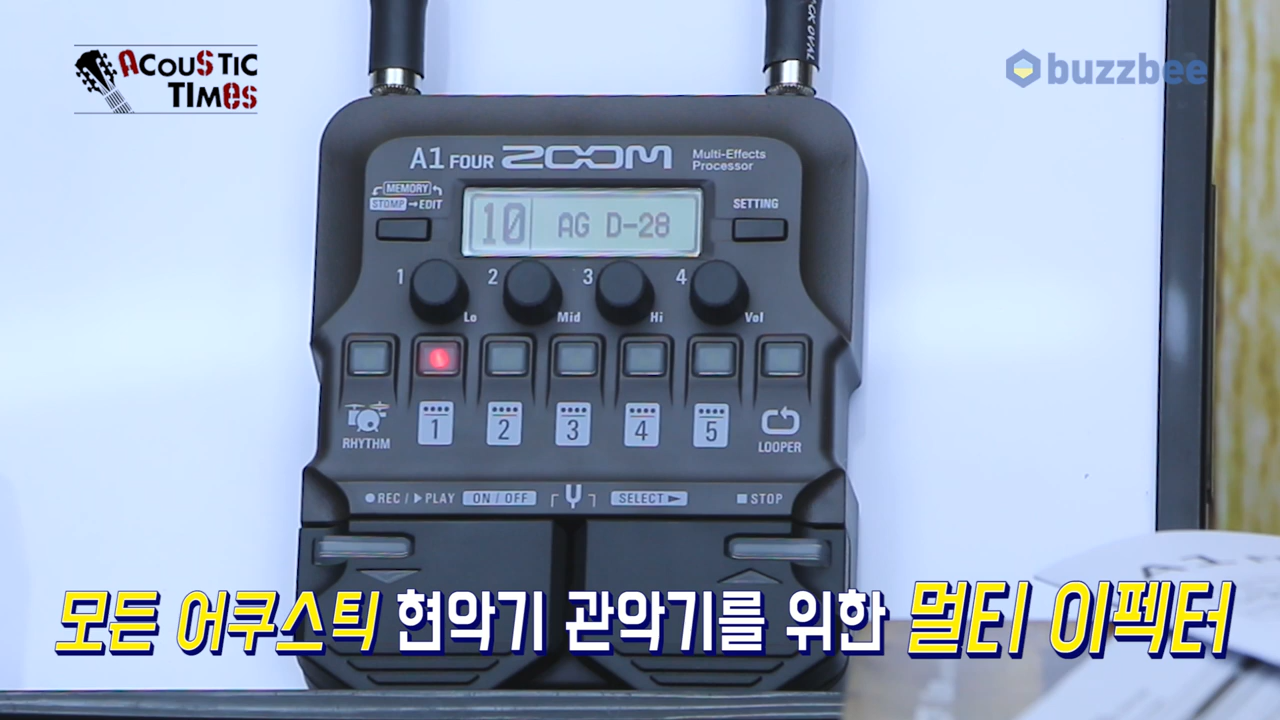 ACOUSTIC
TIMES
buzzbee
CK OVAL
A1 FOUR ZOOM Multi-Effects
Processor
MEMORY
STOMP → EDIT
SETTING
10 AG D-28
1 2 3 4
Lo Mid Hi Vol
RHYTHM 1 2 3 4 5 LOOPER
●REC / ▶PLAY ON / OFF SELECT ► ■STOP
A1
모든 어쿠스틱 현악기 관악기를 위한 멀티 이펙터